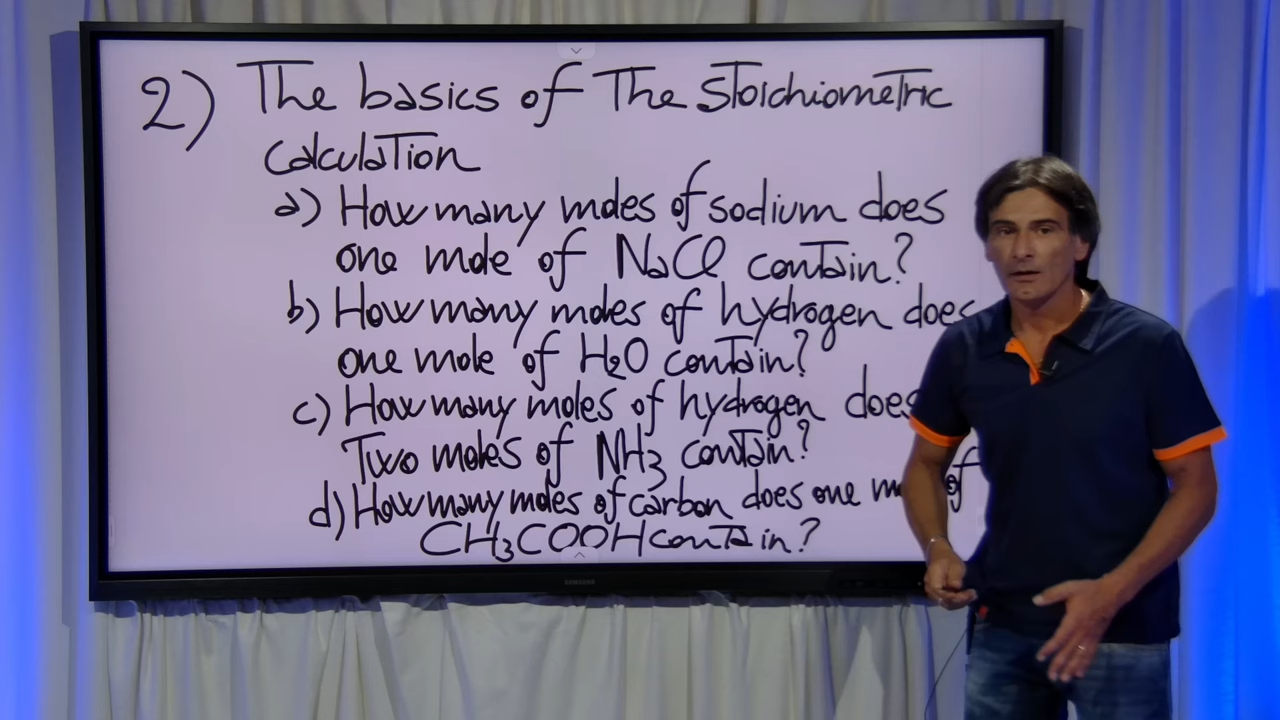 2) The basics of The Stoichiometric
calculation
a) How many moles of sodium does
one mole of NaCl contain?
b) How many moles of hydrogen does
one mole of H₂O contain?
c) How many moles of hydrogen does
Two moles of NH₃ contain?
d) How many moles of carbon does one of
CH₃COOH contain?
SAMSUNG